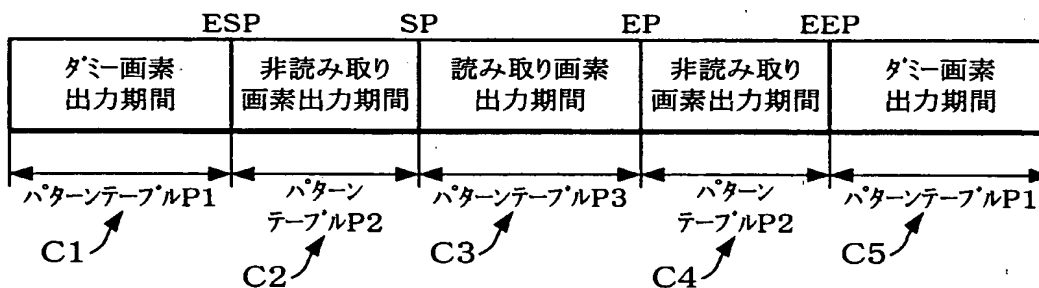 ESP SP EP EEP
ダミー画素 非読み取り 読み取り画素 非読み取り ダミー画素
出力期間 画素出力期間 出力期間 画素出力期間 出力期間
パターンテーブルP1 パターン パターンテーブルP3 パターン パターンテーブルP1
テーブルP2 テーブルP2
C1 C2 C3 C4 C5